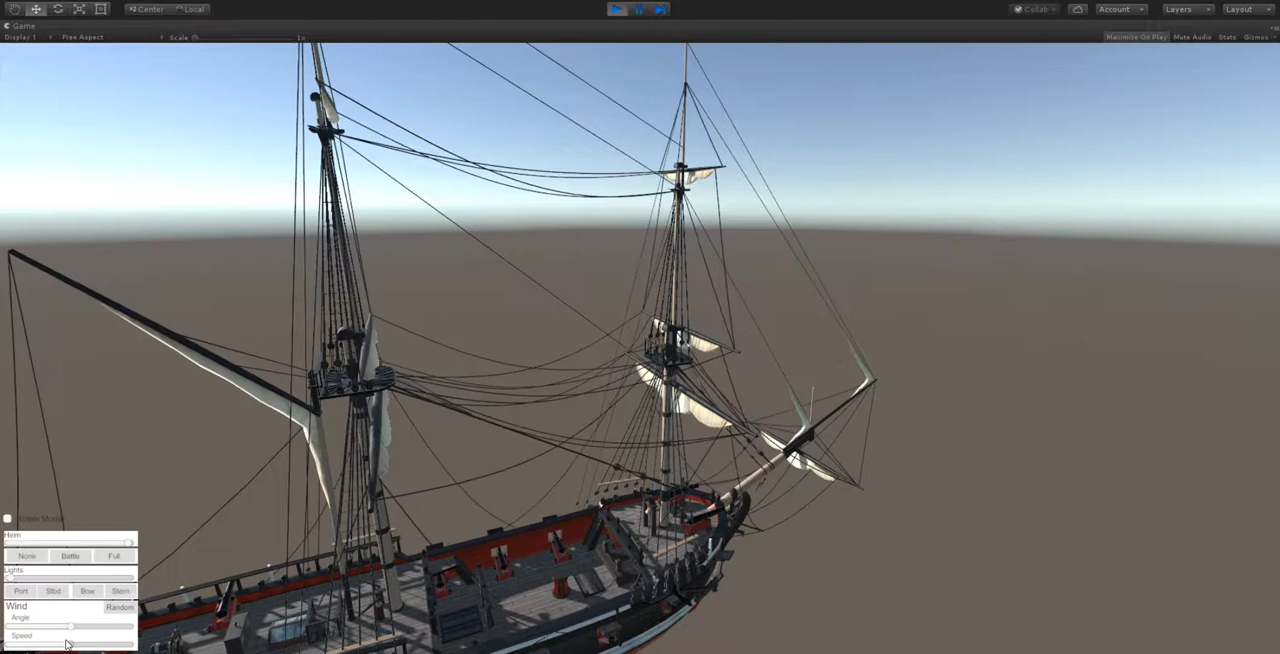 Center Local Collab Account Layers Layout
Game
Display 1 Free Aspect Scale 1x Maximize On Play Mute Audio Stats Gizmos
Helm
None Battle Full
Lights
Port Stbd Bow Stern
Wind Random
Angle
Speed